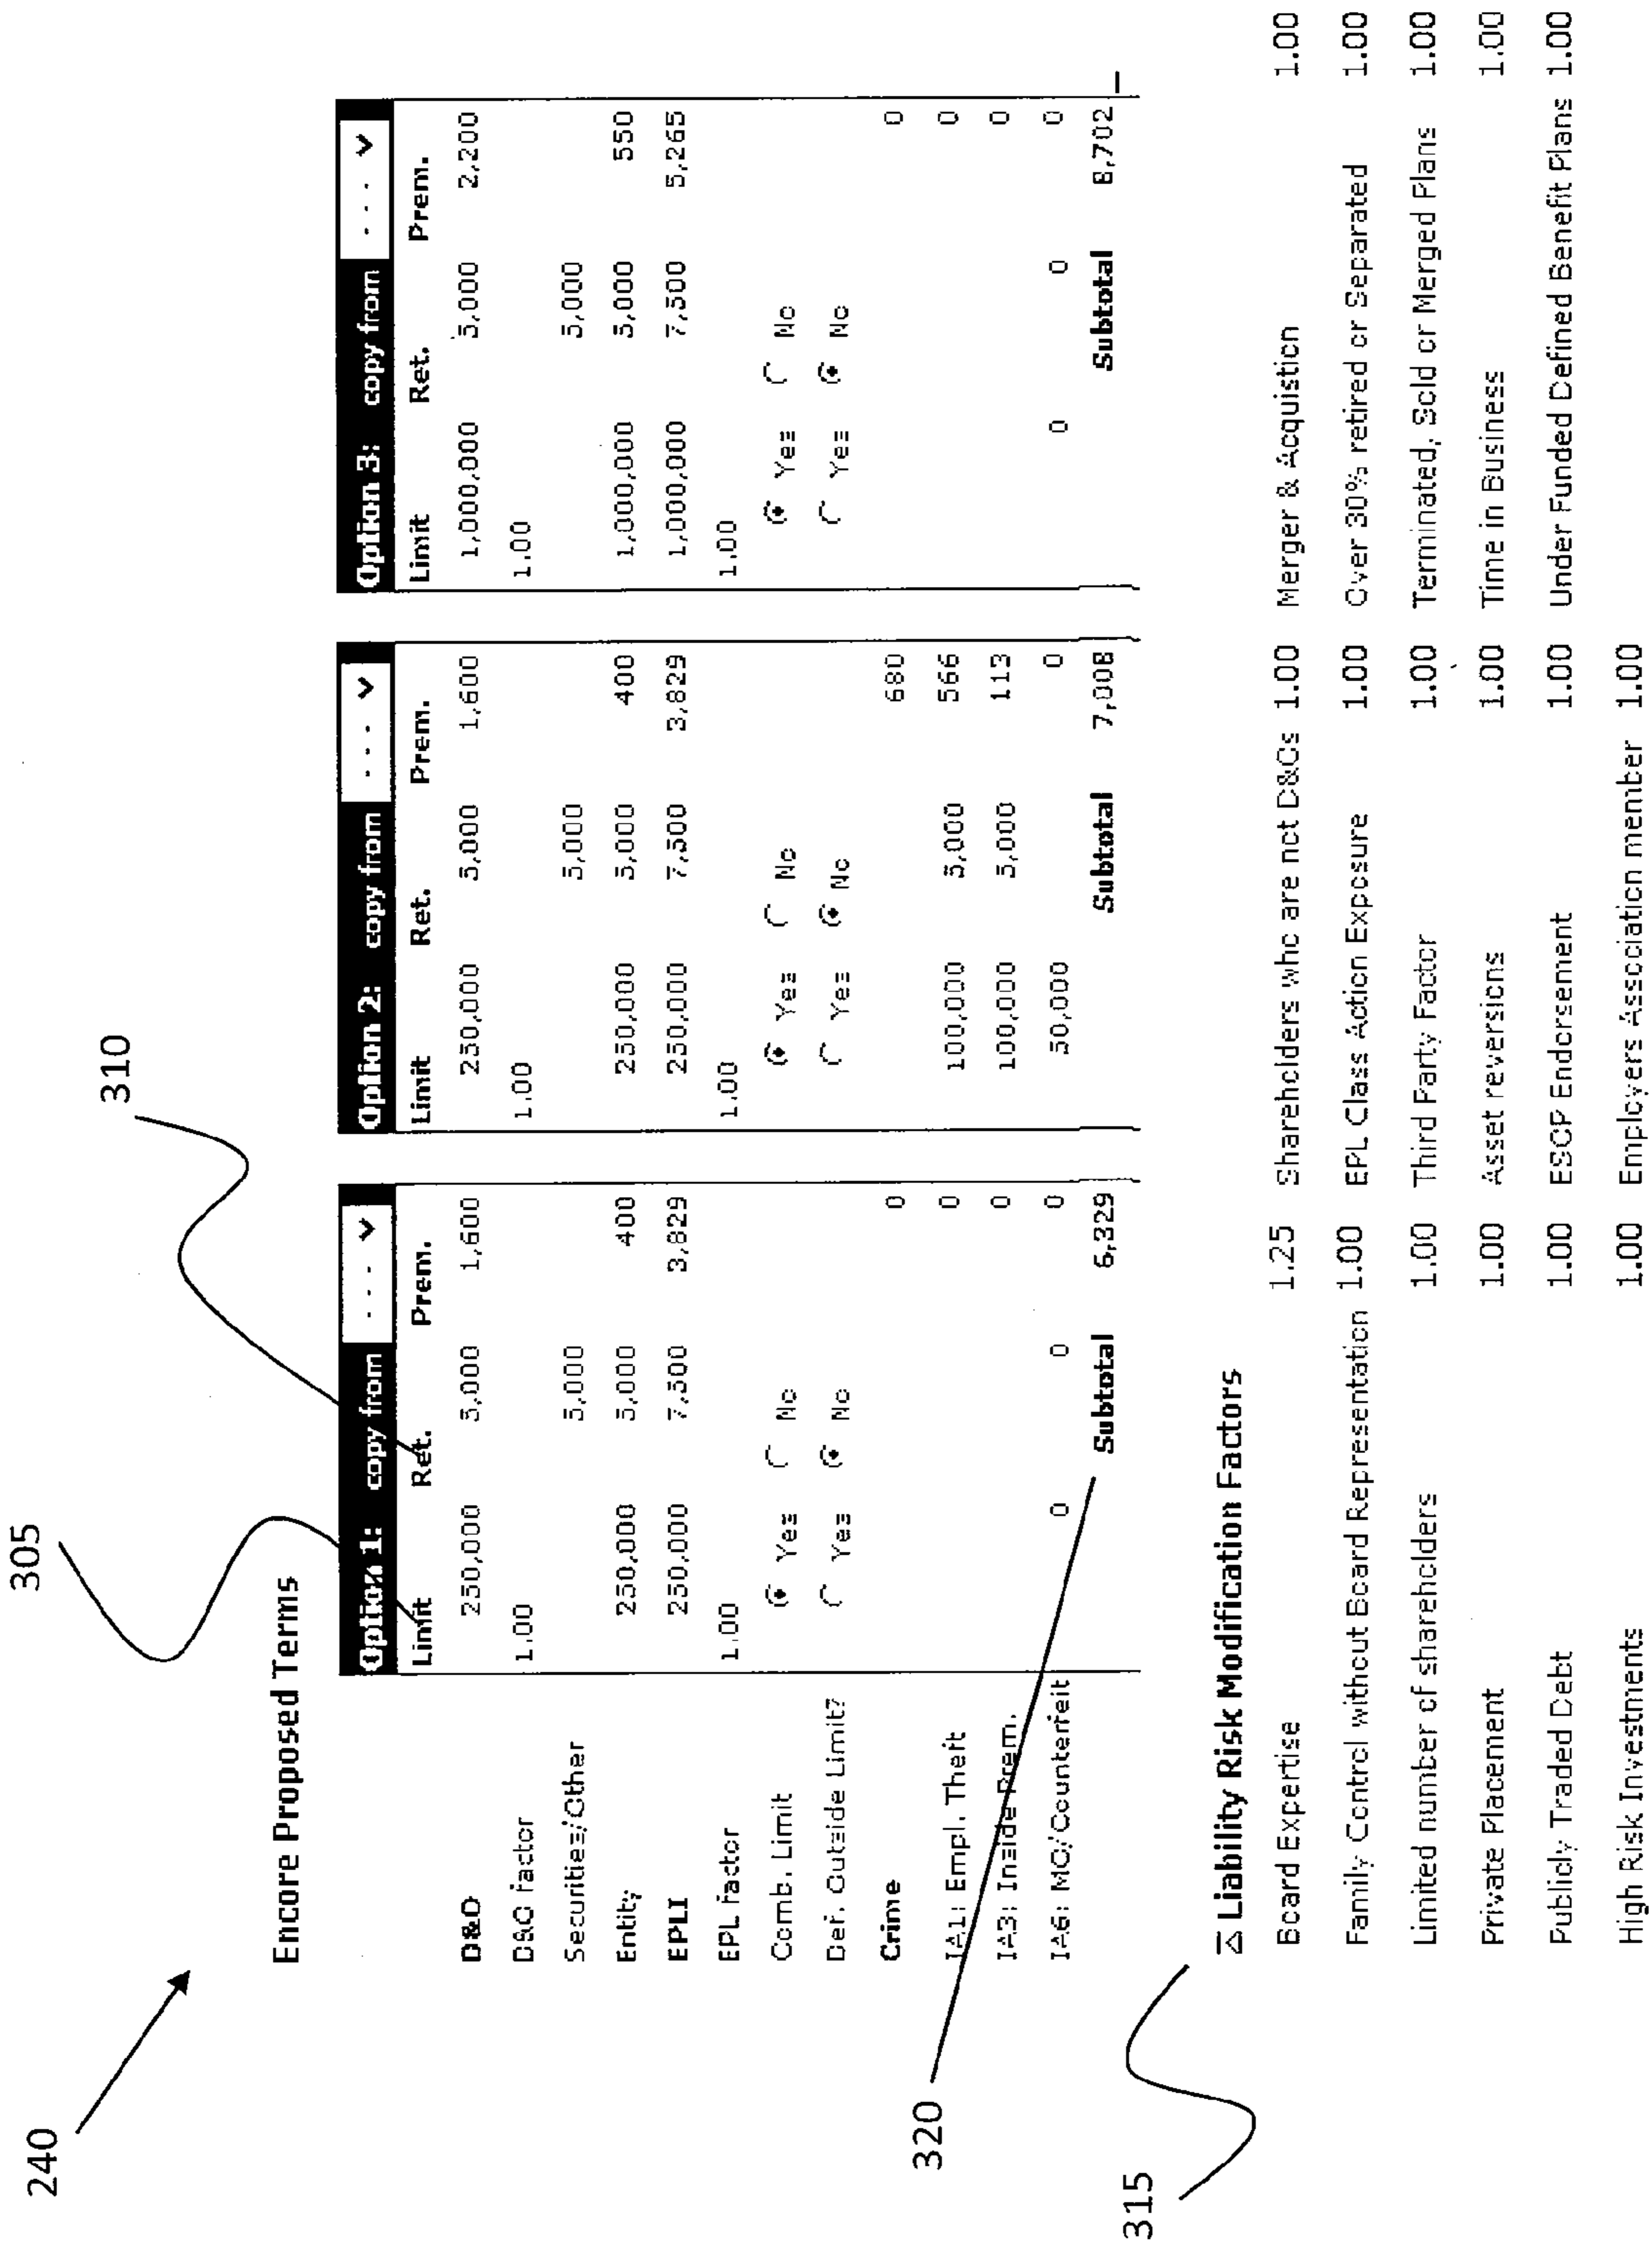 240
305
310
Encore Proposed Terms
Option 1: copy from - - - Option 2: copy from - - - Option 3: copy from - - -
Limit Ret. Prem. Limit Ret. Prem. Limit Ret. Prem.
D&O 250,000 5,000 1,600 250,000 5,000 1,600 1,000,000 5,000 2,200
D&O factor 1.00 1.00 1.00
Securities/Other 5,000 5,000 5,000
Entity 250,000 5,000 400 250,000 5,000 400 1,000,000 5,000 550
EPLI 250,000 7,500 3,829 250,000 7,500 3,829 1,000,000 7,500 5,265
EPL factor 1.00 1.00 1.00
Comb. Limit Yes No Yes No Yes No
Def. Outside Limit? Yes No Yes No Yes No
Crime 0 680 0
IA1: Empl. Theft 0 100,000 5,000 566 0
IA3: Inside Prem. 0 100,000 5,000 113 0
IA6: MO/Counterfeit 0 0 0 50,000 0 0 0 0
Subtotal 6,329 Subtotal 7,008 Subtotal 8,702
320
315
Liability Risk Modification Factors
Board Expertise 1.25 Shareholders who are not D&Os 1.00 Merger & Acquistion 1.00
Family Control without Board Representation 1.00 EPL Class Action Exposure 1.00 Over 30% retired or Separated 1.00
Limited number of shareholders 1.00 Third Party Factor 1.00 Terminated, Sold or Merged Plans 1.00
Private Placement 1.00 Asset reversions 1.00 Time in Business 1.00
Publicly Traded Debt 1.00 ESOP Endorsement 1.00 Under Funded Defined Benefit Plans 1.00
High Risk Investments 1.00 Employers Association member 1.00